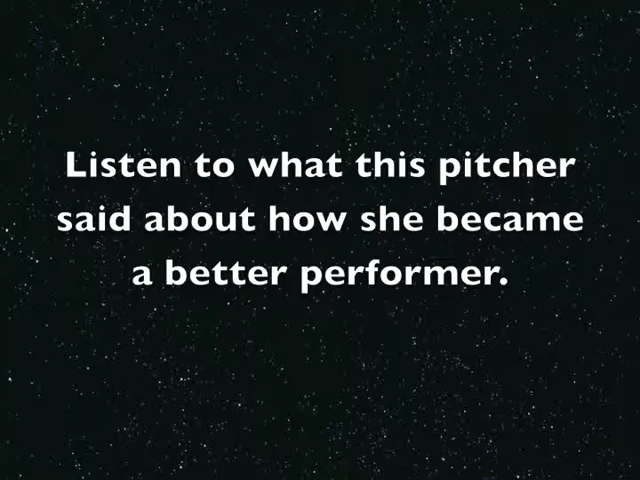 Listen to what this pitcher
said about how she became
a better performer.